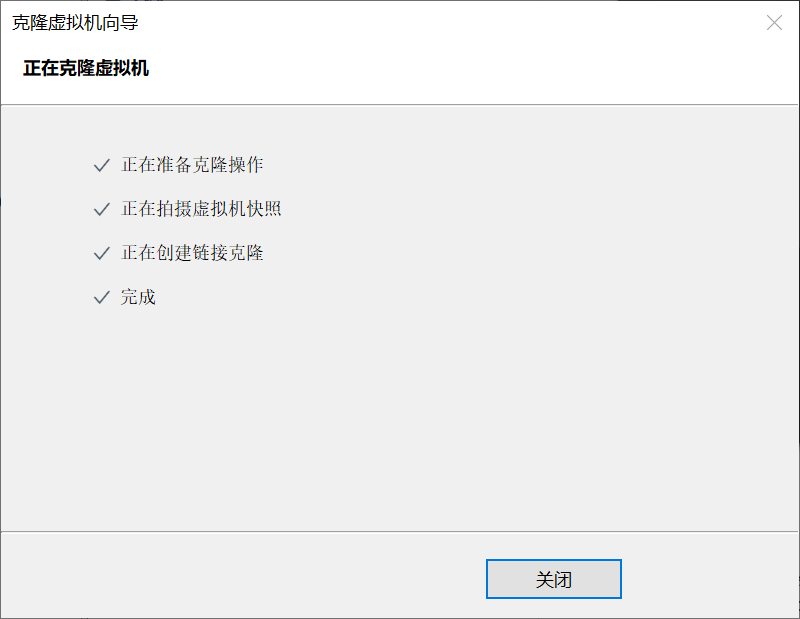 克隆虚拟机向导
正在克隆虚拟机
正在准备克隆操作
正在拍摄虚拟机快照
正在创建链接克隆
完成
关闭